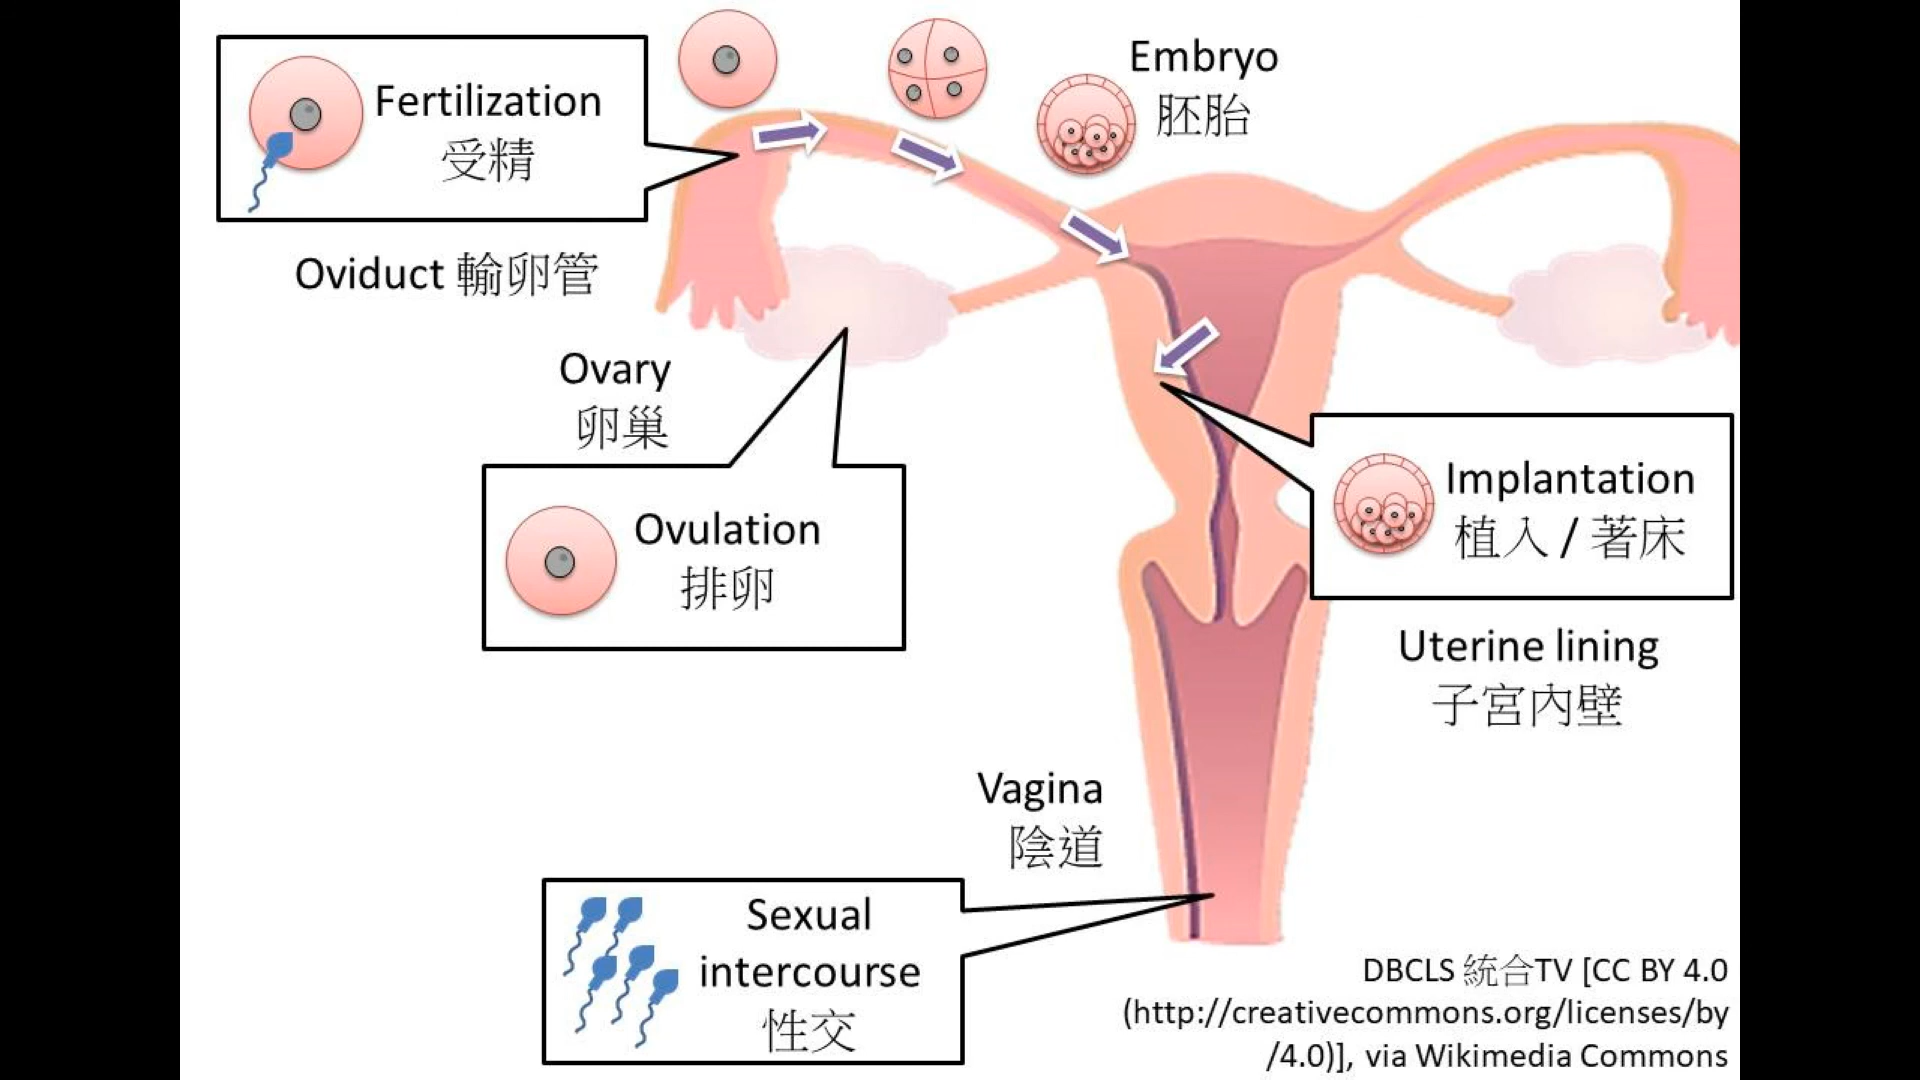 Fertilization
受精
Embryo
胚胎
Oviduct 輸卵管
Ovary
卵巢
Ovulation
排卵
Implantation
植入 / 著床
Uterine lining
子宮內壁
Vagina
陰道
Sexual
intercourse
性交
DBCLS 統合TV [CC BY 4.0
(http://creativecommons.org/licenses/by
/4.0)], via Wikimedia Commons